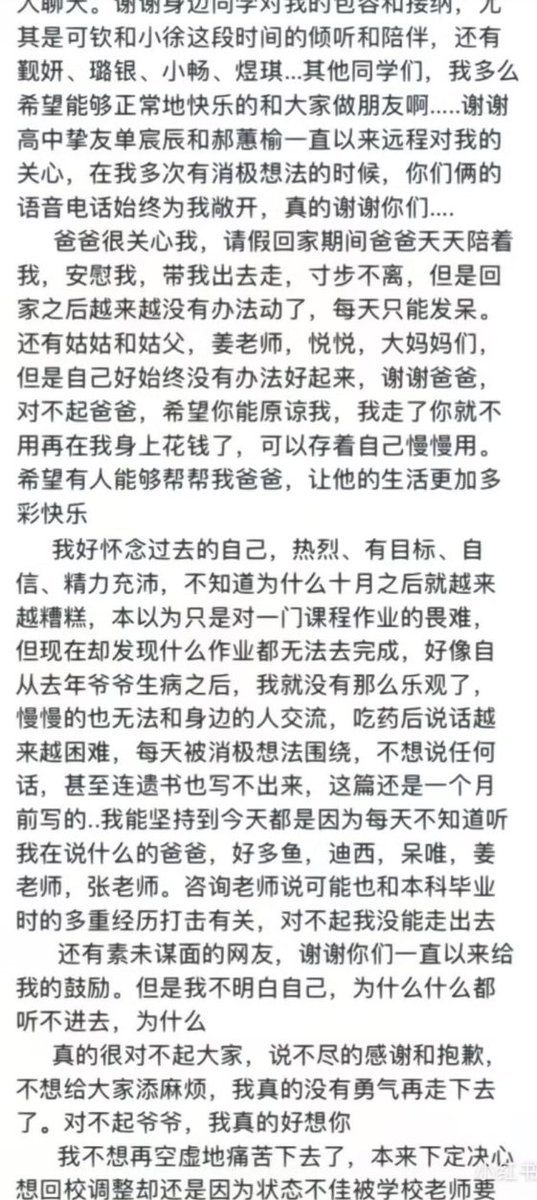 人聊天。谢谢身边同学对我的包容和接纳，尤
其是可钦和小徐这段时间的倾听和陪伴，还有
觐妍、璐银、小畅、煜琪...其他同学们，我多么
希望能够正常地快乐的和大家做朋友啊.....谢谢
高中挚友单宸辰和郝蕙榆一直以来远程对我的
关心，在我多次有消极想法的时候，你们俩的
语音电话始终为我敞开，真的谢谢你们....
爸爸很关心我，请假回家期间爸爸天天陪着
我，安慰我，带我出去走，寸步不离，但是回
家之后越来越没有办法动了，每天只能发呆。
还有姑姑和姑父，姜老师，悦悦，大妈妈们，
但是自己好始终没有办法好起来，谢谢爸爸，
对不起爸爸，希望你能原谅我，我走了你就不
用再在我身上花钱了，可以存着自己慢慢用。
希望有人能够帮帮我爸爸，让他的生活更加多
彩快乐
我好怀念过去的自己，热烈、有目标、自
信、精力充沛，不知道为什么十月之后就越来
越糟糕，本以为只是对一门课程作业的畏难，
但现在却发现什么作业都无法去完成，好像自
从去年爷爷生病之后，我就没有那么乐观了，
慢慢的也无法和身边的人交流，吃药后说话越
来越困难，每天被消极想法围绕，不想说任何
话，甚至连遗书也写不出来，这篇还是一个月
前写的..我能坚持到今天都是因为每天不知道听
我在说什么的爸爸，好多鱼，迪西，呆唯，姜
老师，张老师。咨询老师说可能也和本科毕业
时的多重经历打击有关，对不起我没能走出去
还有素未谋面的网友，谢谢你们一直以来给
我的鼓励。但是我不明白自己，为什么什么都
听不进去，为什么
真的很对不起大家，说不尽的感谢和抱歉，
不想给大家添麻烦，我真的没有勇气再走下去
了。对不起爷爷，我真的好想你
我不想再空虚地痛苦下去了，本来下定决心
想回校调整却还是因为状态不佳被学校老师要
小红书